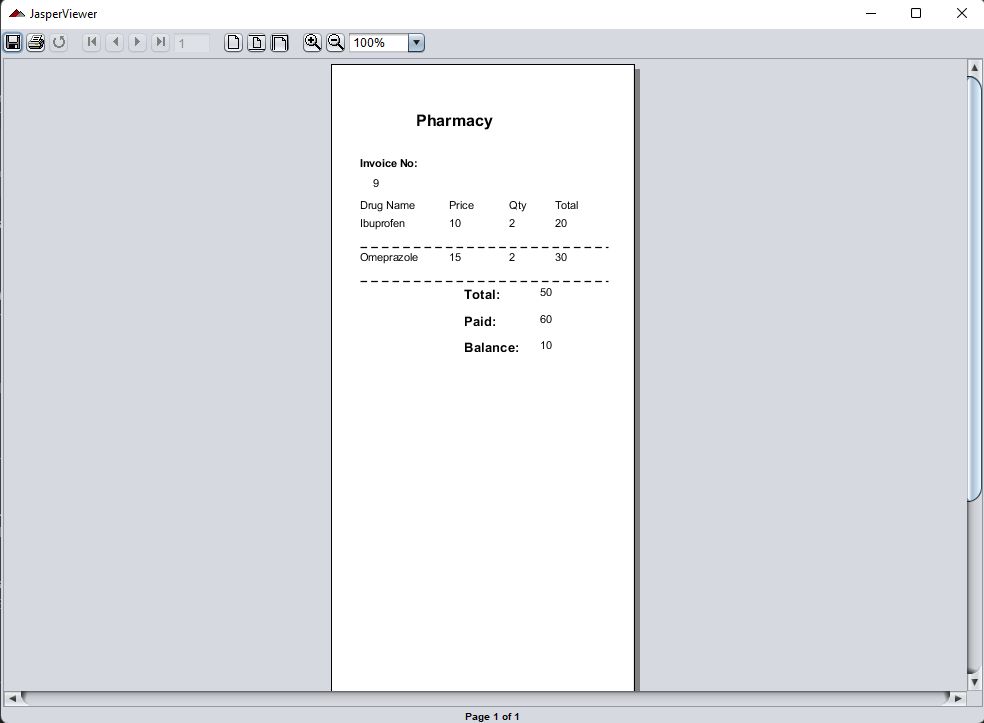 JasperViewer
1 100%
Pharmacy
Invoice No:
9
Drug Name Price Qty Total
Ibuprofen 10 2 20
Omeprazole 15 2 30
Total: 50
Paid: 60
Balance: 10
Page 1 of 1